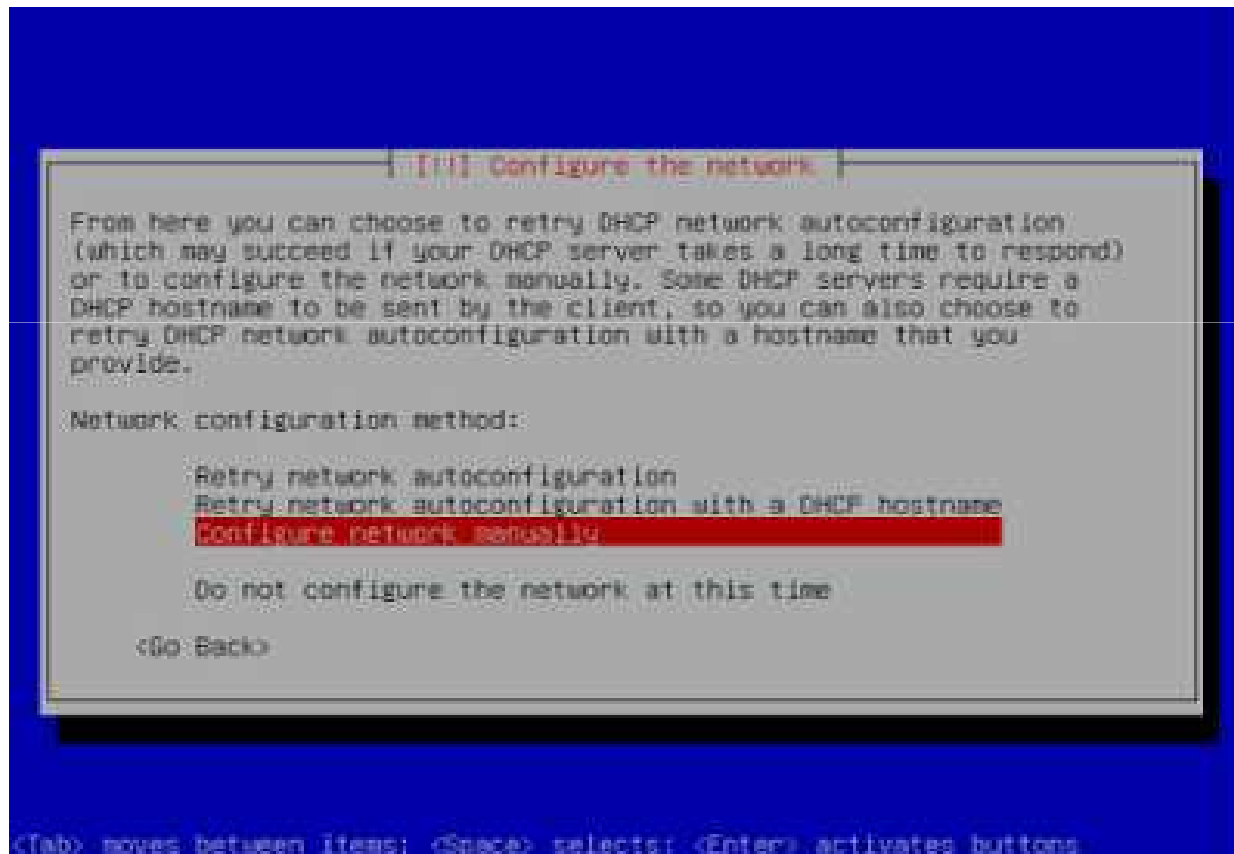 [!!] Configure the network
From here you can choose to retry DHCP network autoconfiguration
(which may succeed if your DHCP server takes a long time to respond)
or to configure the network manually. Some DHCP servers require a
DHCP hostname to be sent by the client, so you can also choose to
retry DHCP network autoconfiguration with a hostname that you
provide.
Network configuration method:
Retry network autoconfiguration
Retry network autoconfiguration with a DHCP hostname
Configure network manually
Do not configure the network at this time
<Go Back>
<Tab> moves between items; <Space> selects; <Enter> activates buttons